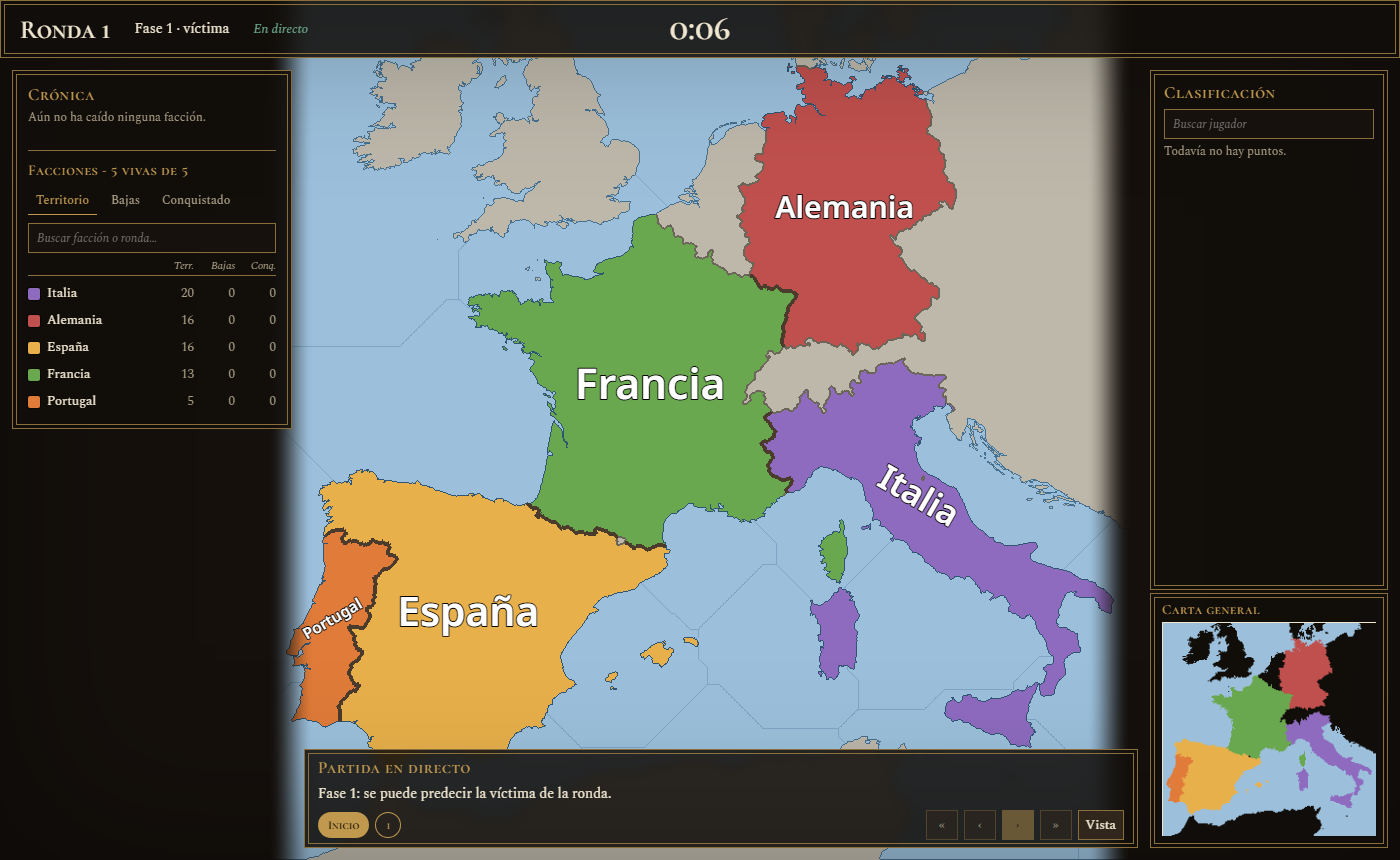 Ronda 1 Fase 1 · víctima En directo 0:06
Crónica
Aún no ha caído ninguna facción.
Facciones - 5 vivas de 5
Territorio Bajas Conquistado
Buscar facción o ronda...
Terr. Bajas Conq.
Italia 20 0 0
Alemania 16 0 0
España 16 0 0
Francia 13 0 0
Portugal 5 0 0
Alemania
Francia
Italia
Portugal
España
Clasificación
Buscar jugador
Todavía no hay puntos.
Carta general
Partida en directo
Fase 1: se puede predecir la víctima de la ronda.
Inicio 1 « ‹ › » Vista